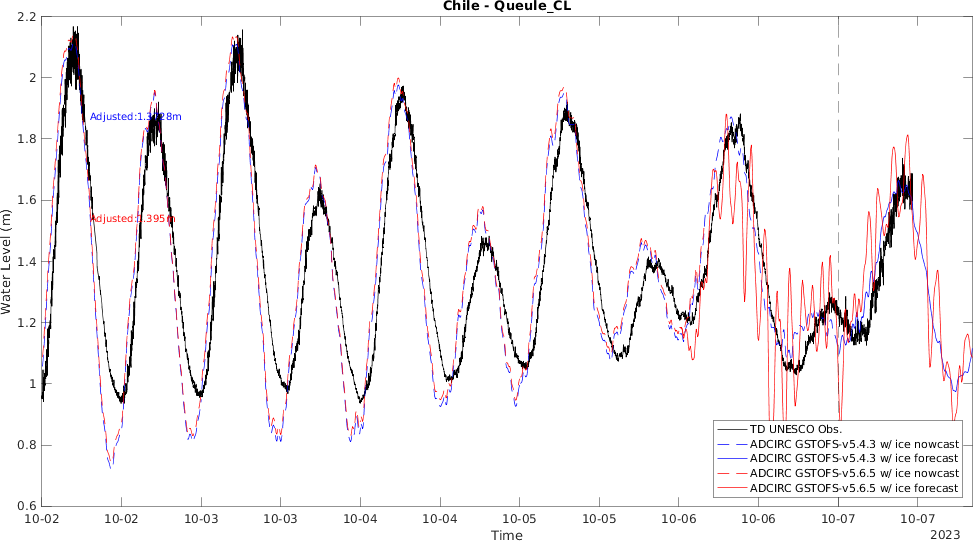 Chile - Queule_CL
2.2
2
1.8
1.6
1.4
1.2
1
0.8
0.6
Water Level (m)
Adjusted:
TD UNESCO Obs.
ADCIRC GSTOFS-v5.4.3 w/ ice nowcast
ADCIRC GSTOFS-v5.4.3 w/ ice forecast
ADCIRC GSTOFS-v5.6.5 w/ ice nowcast
ADCIRC GSTOFS-v5.6.5 w/ ice forecast
10-02 10-02 10-03 10-03 10-04 10-04 10-05 10-05 10-06 10-06 10-07 10-07
Time
2023